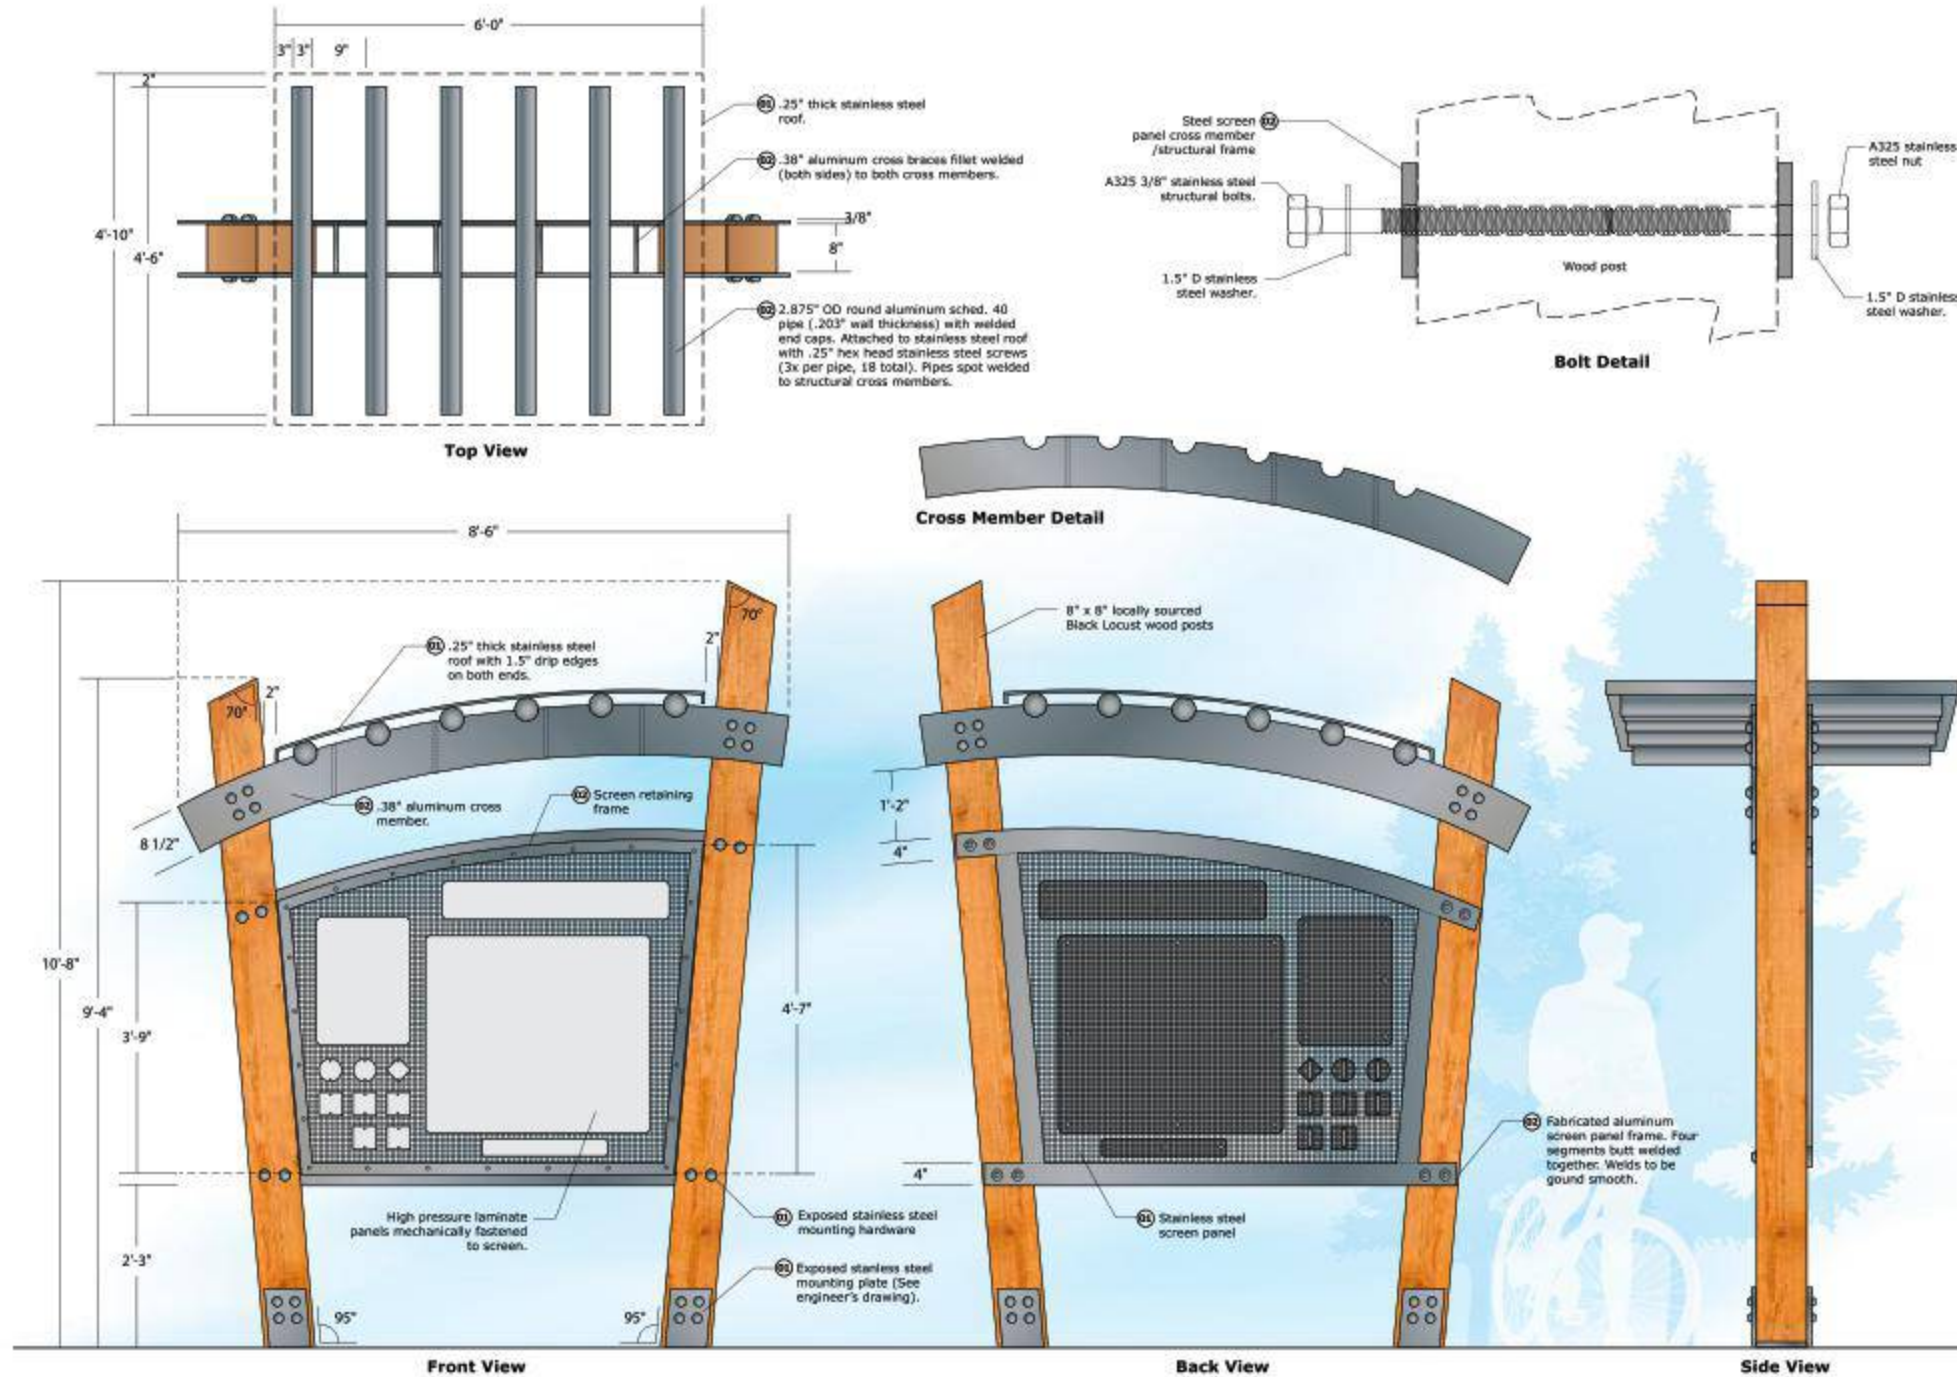 6'-0"
3" 3" 9"
2"
4'-10"
4'-6"
3/8"
8"
01 .25" thick stainless steel
roof.
02 .38" aluminum cross braces fillet welded
(both sides) to both cross members.
02 2.875" OD round aluminum sched. 40
pipe (.203" wall thickness) with welded
end caps. Attached to stainless steel roof
with .25" hex head stainless steel screws
(3x per pipe, 18 total). Pipes spot welded
to structural cross members.
Top View
Steel screen 02
panel cross member
/structural frame
A325 3/8" stainless steel
structural bolts.
1.5" D stainless
steel washer.
Wood post
A325 stainless
steel nut
1.5" D stainless
steel washer.
Bolt Detail
Cross Member Detail
8'-6"
70°
2"
01 .25" thick stainless steel
roof with 1.5" drip edges
on both ends.
2"
70°
02 .38" aluminum cross
member.
02 Screen retaining
frame
8 1/2"
10'-8"
9'-4"
3'-9"
4'-7"
2'-3"
High pressure laminate
panels mechanically fastened
to screen.
01 Exposed stainless steel
mounting hardware
01 Exposed stanless steel
mounting plate (See
engineer's drawing).
95°
95°
Front View
8" x 8" locally sourced
Black Locust wood posts
1'-2"
4"
4"
02 Fabricated aluminum
screen panel frame. Four
segments butt welded
together. Welds to be
gound smooth.
01 Stainless steel
screen panel
Back View
Side View